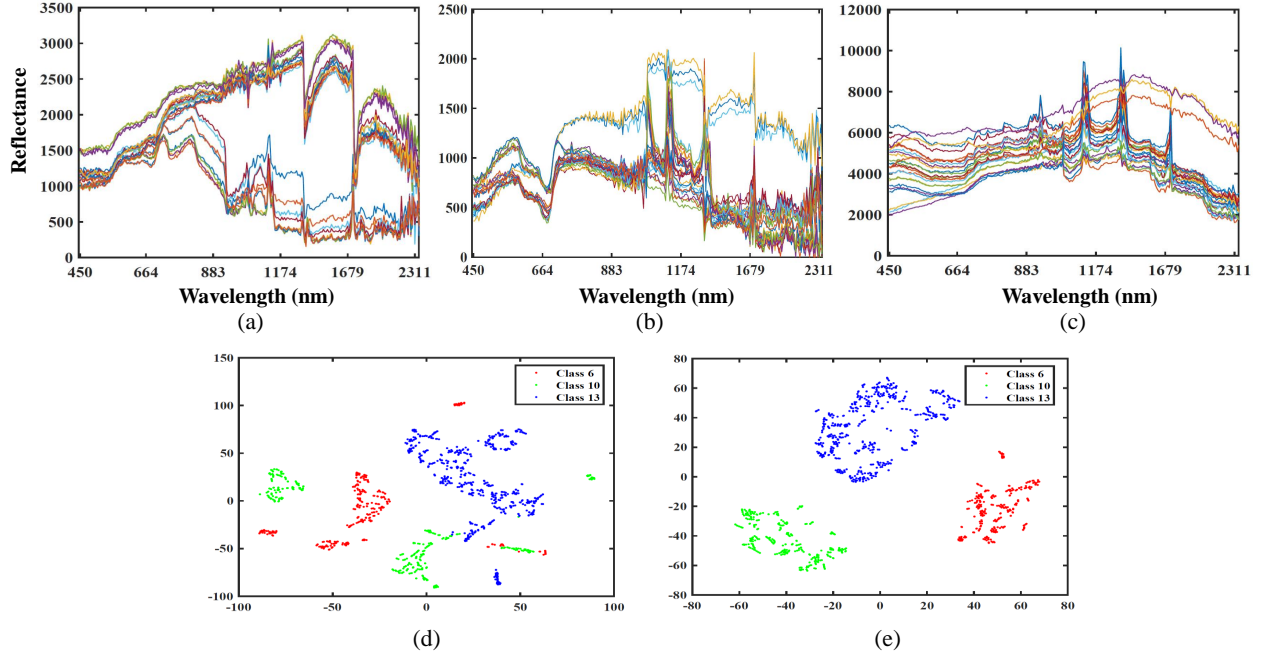 3500
3000
2500
2000
1500
1000
500
0
Reflectance
450 664 883 1174 1679 2311
Wavelength (nm)
(a)
2500
2000
1500
1000
500
0
450 664 883 1174 1679 2311
Wavelength (nm)
(b)
12000
10000
8000
6000
4000
2000
0
450 664 883 1174 1679 2311
Wavelength (nm)
(c)
150
100
50
0
-50
-100
-100 -50 0 50 100
Class 6
Class 10
Class 13
(d)
80
60
40
20
0
-20
-40
-60
-80
-80 -60 -40 -20 0 20 40 60 80
Class 6
Class 10
Class 13
(e)